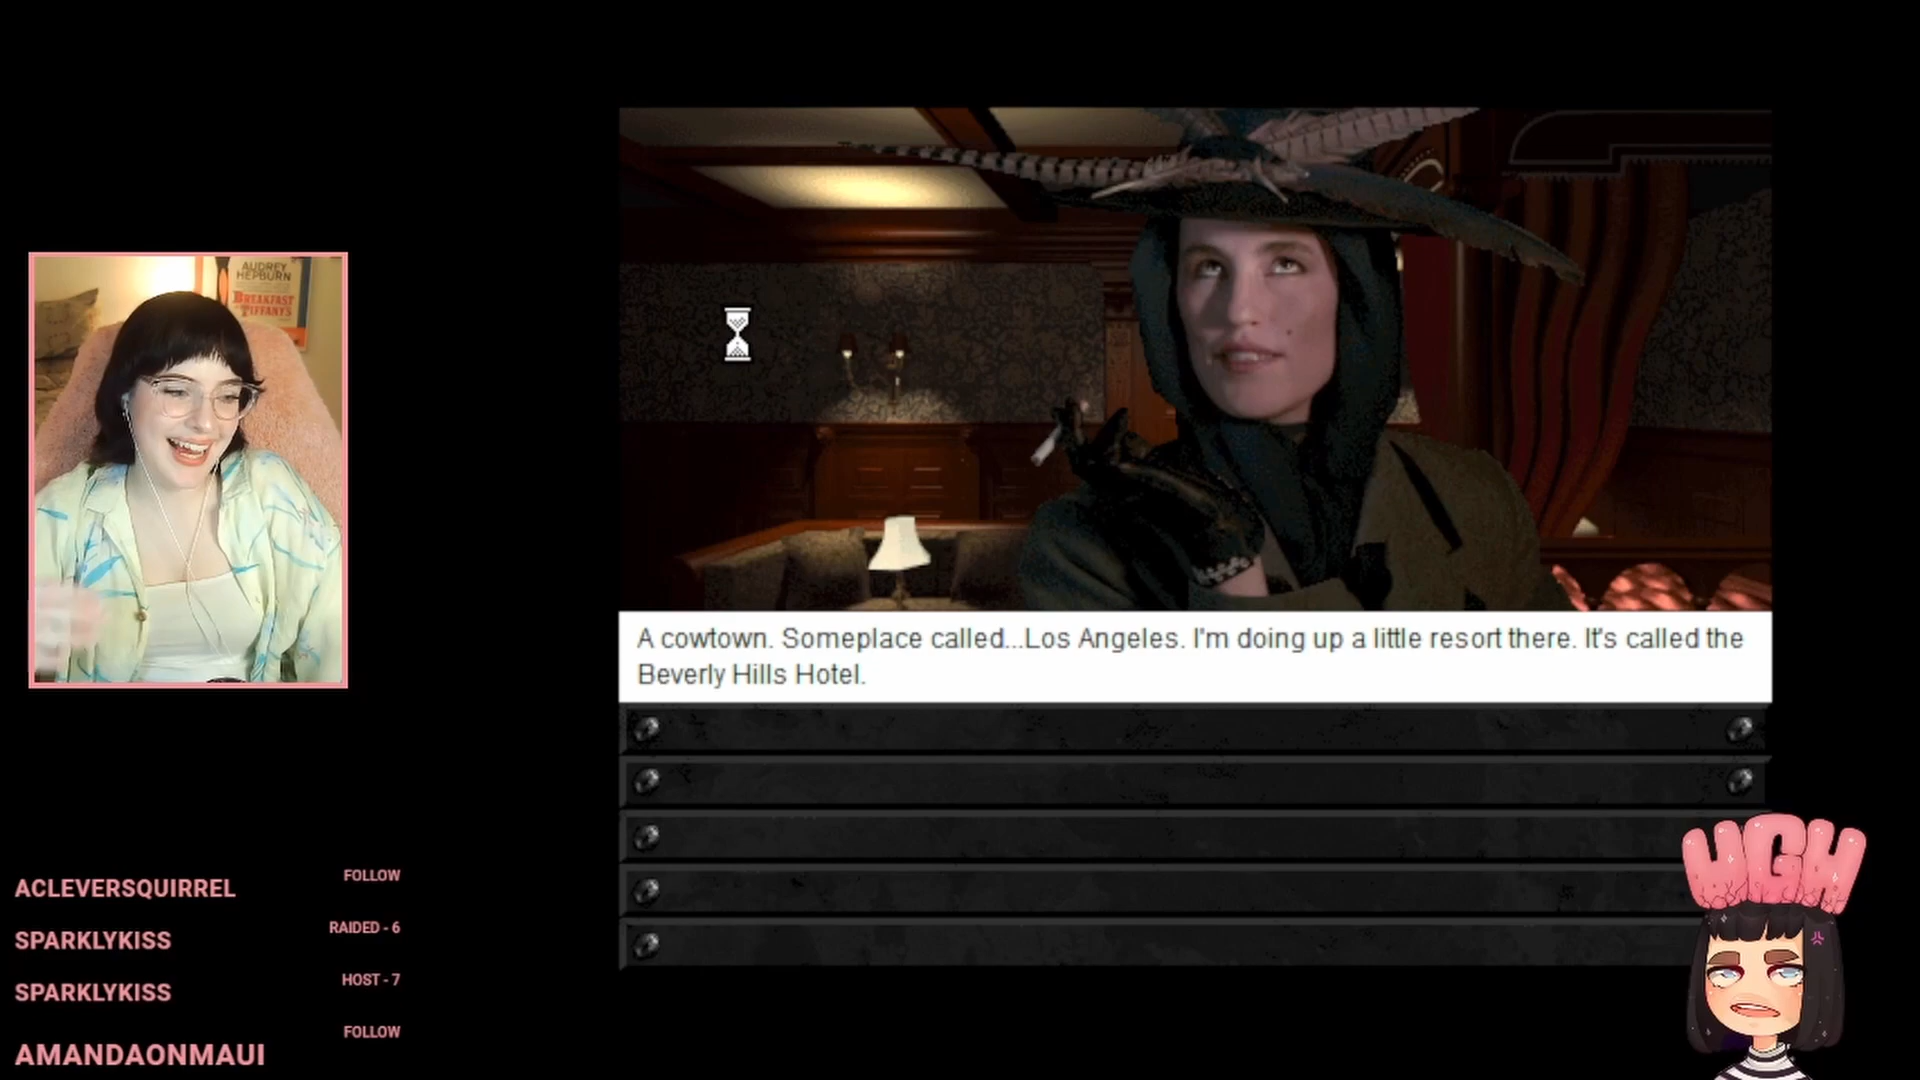 AUDREY
HEPBURN
BREAKFAST
TIFFANY'S
A cowtown. Someplace called...Los Angeles. I'm doing up a little resort there. It's called the
Beverly Hills Hotel.
ACLEVERSQUIRREL FOLLOW
SPARKLYKISS RAIDED - 6
SPARKLYKISS HOST - 7
AMANDAONMAUI FOLLOW
UGH